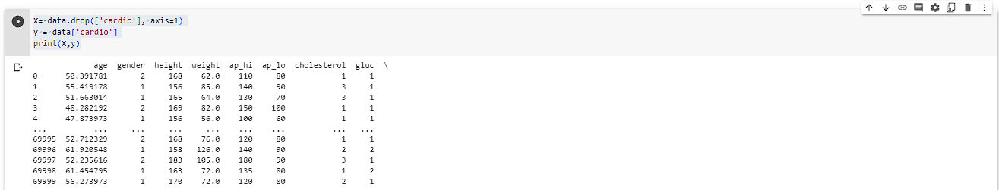 X= data.drop(['cardio'], axis=1)
y = data['cardio']
print(X,y)
age gender height weight ap_hi ap_lo cholesterol gluc \
0 50.391781 2 168 62.0 110 80 1 1
1 55.419178 1 156 85.0 140 90 3 1
2 51.663014 1 165 64.0 130 70 3 1
3 48.282192 2 169 82.0 150 100 1 1
4 47.873973 1 156 56.0 100 60 1 1
... ... ... ... ... ... ... ... ...
69995 52.712329 2 168 76.0 120 80 1 1
69996 61.920548 1 158 126.0 140 90 2 2
69997 52.235616 2 183 105.0 180 90 3 1
69998 61.454795 1 163 72.0 135 80 1 2
69999 56.273973 1 170 72.0 120 80 2 1